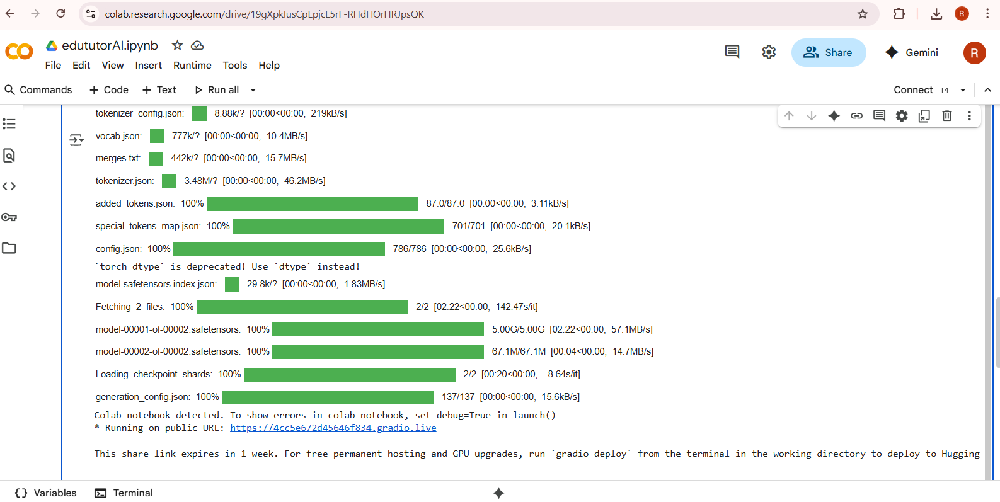 colab.research.google.com/drive/19gXpkIusCpLpjcL5rF-RHdHOrHRJpsQK
R
edututorAI.ipynb
File Edit View Insert Runtime Tools Help
Share
Gemini
R
Commands + Code + Text Run all
Connect T4
tokenizer_config.json: 8.88k/? [00:00<00:00, 219kB/s]
vocab.json: 777k/? [00:00<00:00, 10.4MB/s]
merges.txt: 442k/? [00:00<00:00, 15.7MB/s]
tokenizer.json: 3.48M/? [00:00<00:00, 46.2MB/s]
added_tokens.json: 100% 87.0/87.0 [00:00<00:00, 3.11kB/s]
special_tokens_map.json: 100% 701/701 [00:00<00:00, 20.1kB/s]
config.json: 100% 786/786 [00:00<00:00, 25.6kB/s]
`torch_dtype` is deprecated! Use `dtype` instead!
model.safetensors.index.json: 29.8k/? [00:00<00:00, 1.83MB/s]
Fetching 2 files: 100% 2/2 [02:22<00:00, 142.47s/it]
model-00001-of-00002.safetensors: 100% 5.00G/5.00G [02:22<00:00, 57.1MB/s]
model-00002-of-00002.safetensors: 100% 67.1M/67.1M [00:04<00:00, 14.7MB/s]
Loading checkpoint shards: 100% 2/2 [00:20<00:00, 8.64s/it]
generation_config.json: 100% 137/137 [00:00<00:00, 15.6kB/s]
Colab notebook detected. To show errors in colab notebook, set debug=True in launch()
* Running on public URL: https://4cc5e672d45646f834.gradio.live
This share link expires in 1 week. For free permanent hosting and GPU upgrades, run `gradio deploy` from the terminal in the working directory to deploy to Hugging
Variables Terminal